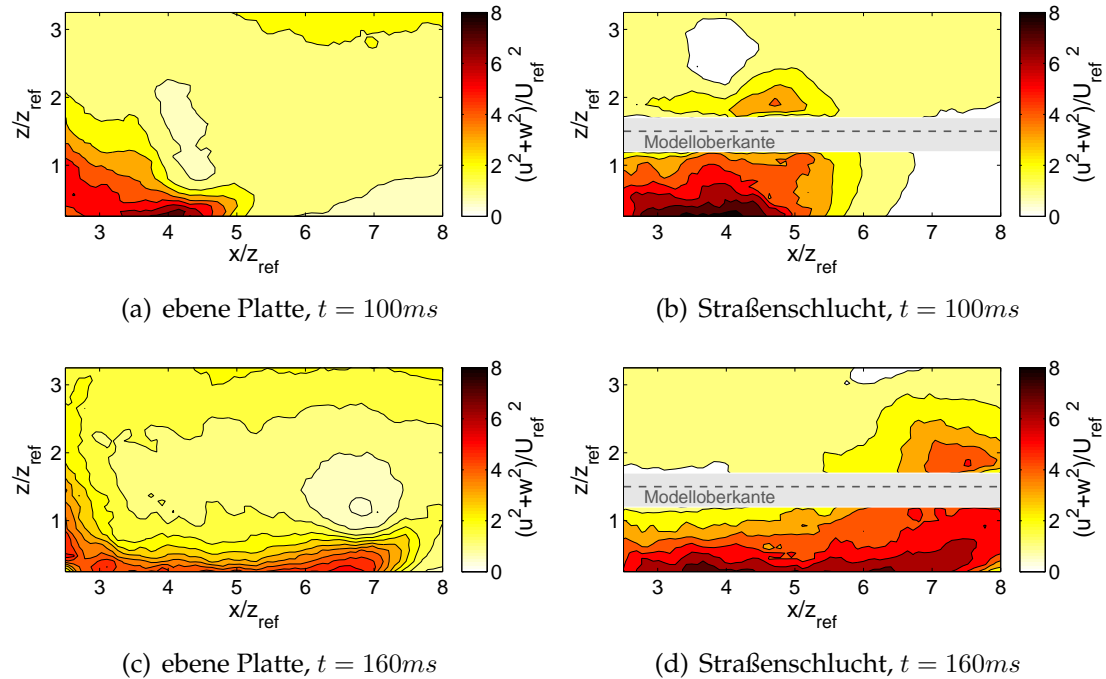 3
2
1
z/z_ref
3 4 5 6 7 8
x/z_ref
8
6
4
2
0
(u²+w²)/U_ref²
(a) ebene Platte, t = 100ms
3
2
1
z/z_ref
Modelloberkante
3 4 5 6 7 8
x/z_ref
8
6
4
2
0
(u²+w²)/U_ref²
(b) Straßenschlucht, t = 100ms
3
2
1
z/z_ref
3 4 5 6 7 8
x/z_ref
8
6
4
2
0
(u²+w²)/U_ref²
(c) ebene Platte, t = 160ms
3
2
1
z/z_ref
Modelloberkante
3 4 5 6 7 8
x/z_ref
8
6
4
2
0
(u²+w²)/U_ref²
(d) Straßenschlucht, t = 160ms